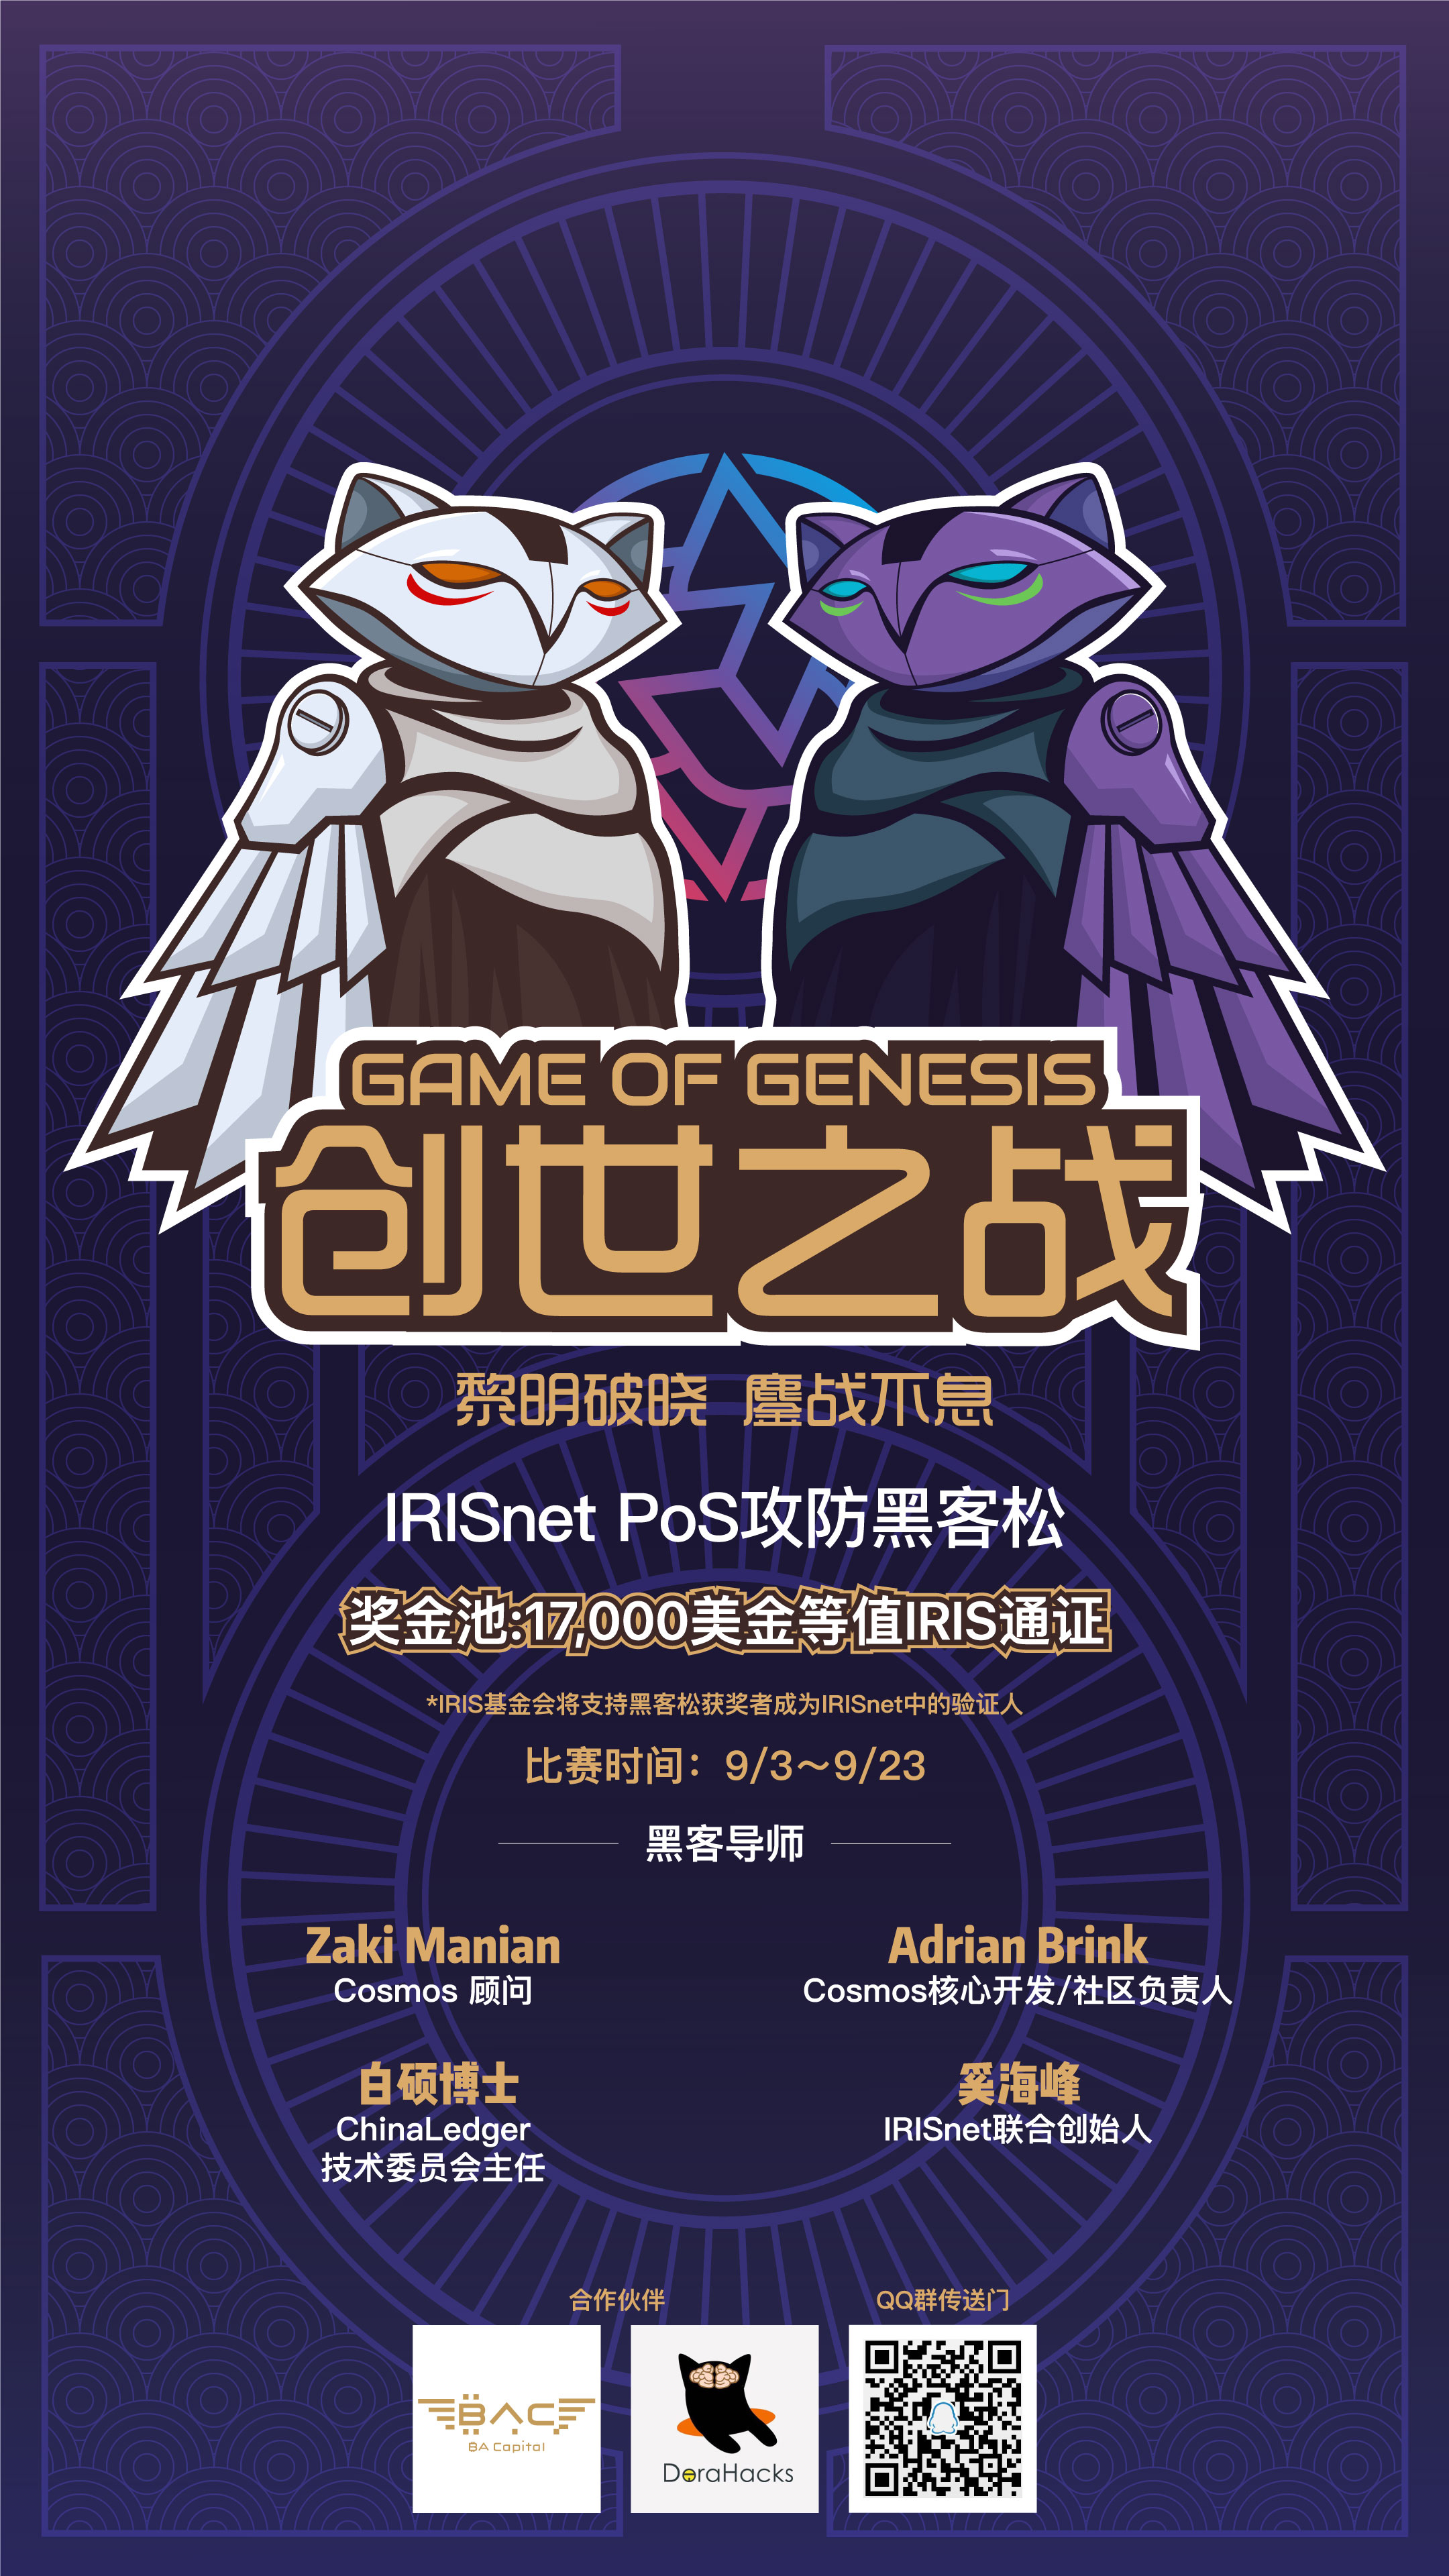 GAME OF GENESIS
创世之战
黎明破晓 鏖战不息
IRISnet PoS攻防黑客松
奖金池:17,000美金等值IRIS通证
*IRIS基金会将支持黑客松获奖者成为IRISnet中的验证人
比赛时间：9/3～9/23
黑客导师
Zaki Manian
Cosmos 顾问
Adrian Brink
Cosmos核心开发/社区负责人
白硕博士
ChinaLedger
技术委员会主任
奚海峰
IRISnet联合创始人
合作伙伴
QQ群传送门
BAC
BA Capital
DoraHacks